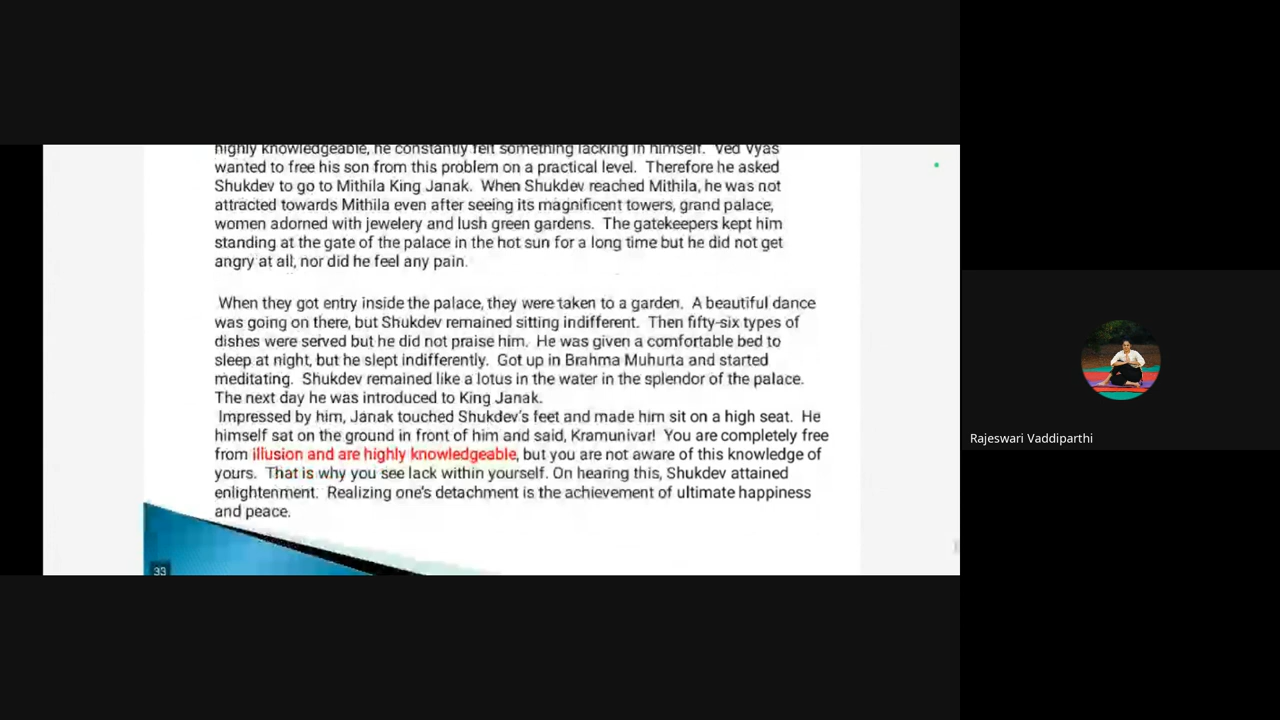 highly knowledgeable, he constantly felt something lacking in himself. Ved Vyas
wanted to free his son from this problem on a practical level. Therefore he asked
Shukdev to go to Mithila King Janak. When Shukdev reached Mithila, he was not
attracted towards Mithila even after seeing its magnificent towers, grand palace,
women adorned with jewelery and lush green gardens. The gatekeepers kept him
standing at the gate of the palace in the hot sun for a long time but he did not get
angry at all, nor did he feel any pain.
When they got entry inside the palace, they were taken to a garden. A beautiful dance
was going on there, but Shukdev remained sitting indifferent. Then fifty-six types of
dishes were served but he did not praise him. He was given a comfortable bed to
sleep at night, but he slept indifferently. Got up in Brahma Muhurta and started
meditating. Shukdev remained like a lotus in the water in the splendor of the palace.
The next day he was introduced to King Janak.
Impressed by him, Janak touched Shukdev's feet and made him sit on a high seat. He
himself sat on the ground in front of him and said, Kramunivar! You are completely free
from illusion and are highly knowledgeable, but you are not aware of this knowledge of
yours. That is why you see lack within yourself. On hearing this, Shukdev attained
enlightenment. Realizing one's detachment is the achievement of ultimate happiness
and peace.
33
Rajeswari Vaddiparthi